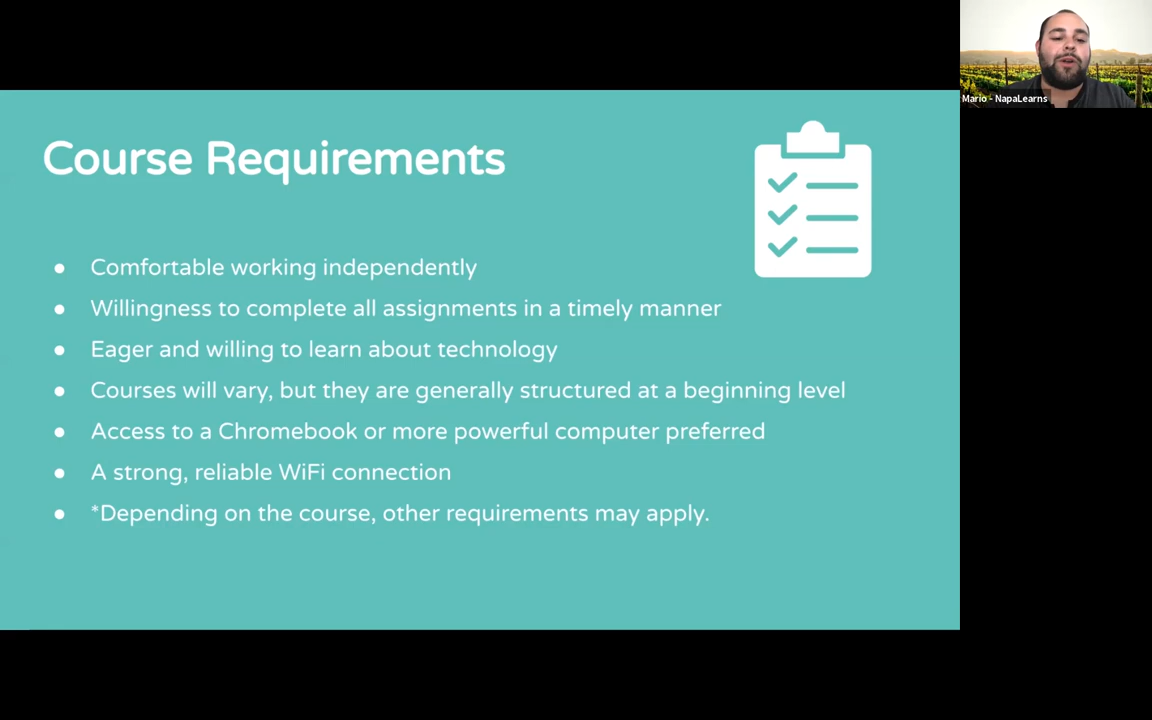 Mario - NapaLearns
Course Requirements
● Comfortable working independently
● Willingness to complete all assignments in a timely manner
● Eager and willing to learn about technology
● Courses will vary, but they are generally structured at a beginning level
● Access to a Chromebook or more powerful computer preferred
● A strong, reliable WiFi connection
● *Depending on the course, other requirements may apply.